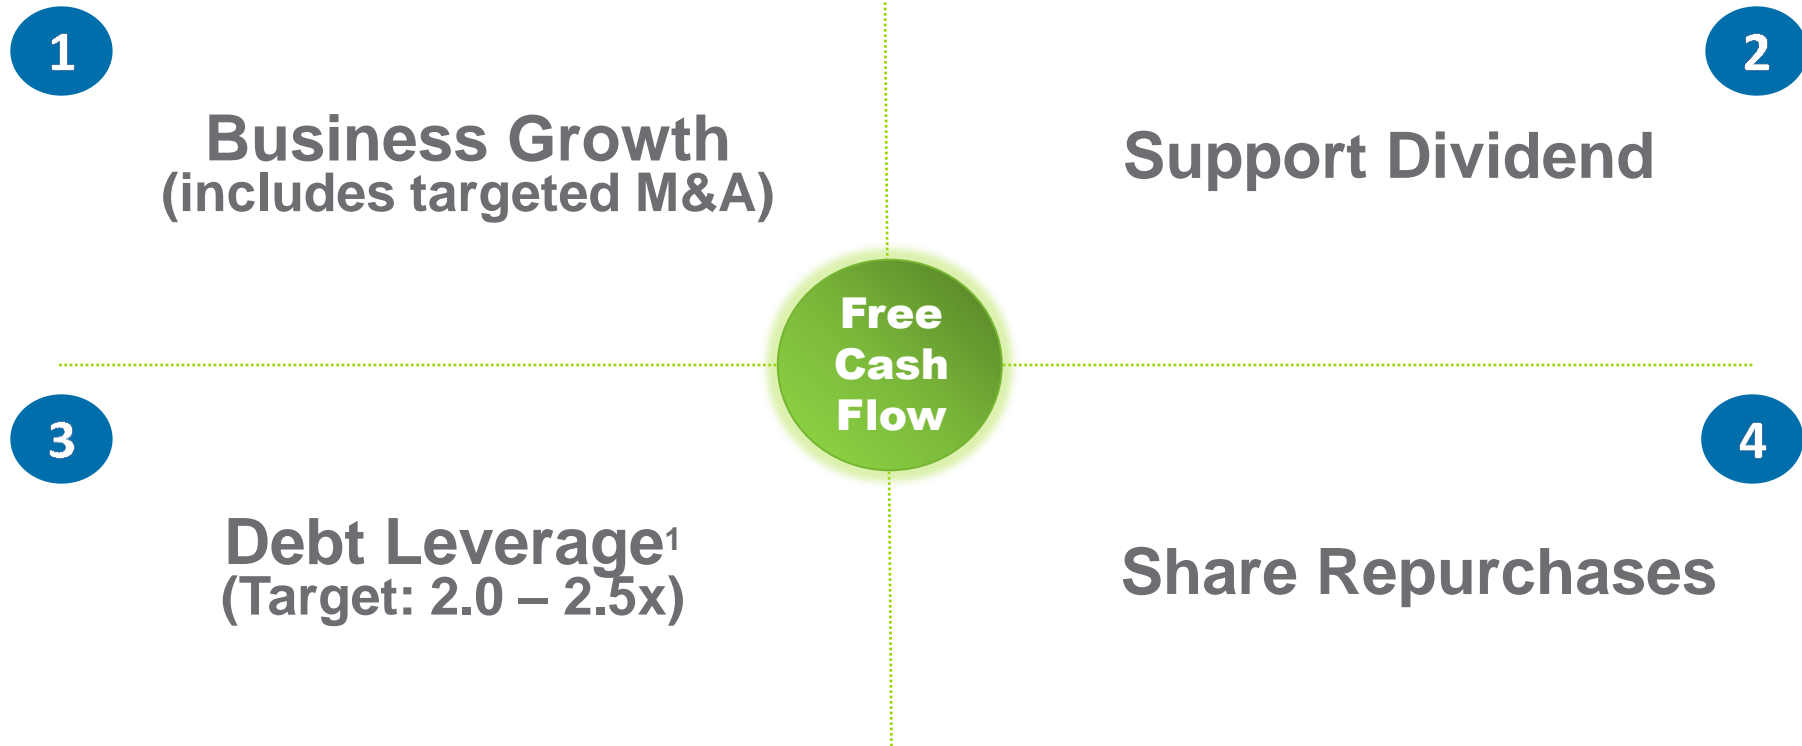 1
Business Growth
(includes targeted M&A)
2
Support Dividend
Free
Cash
Flow
3
Debt Leverage1
(Target: 2.0 – 2.5x)
4
Share Repurchases